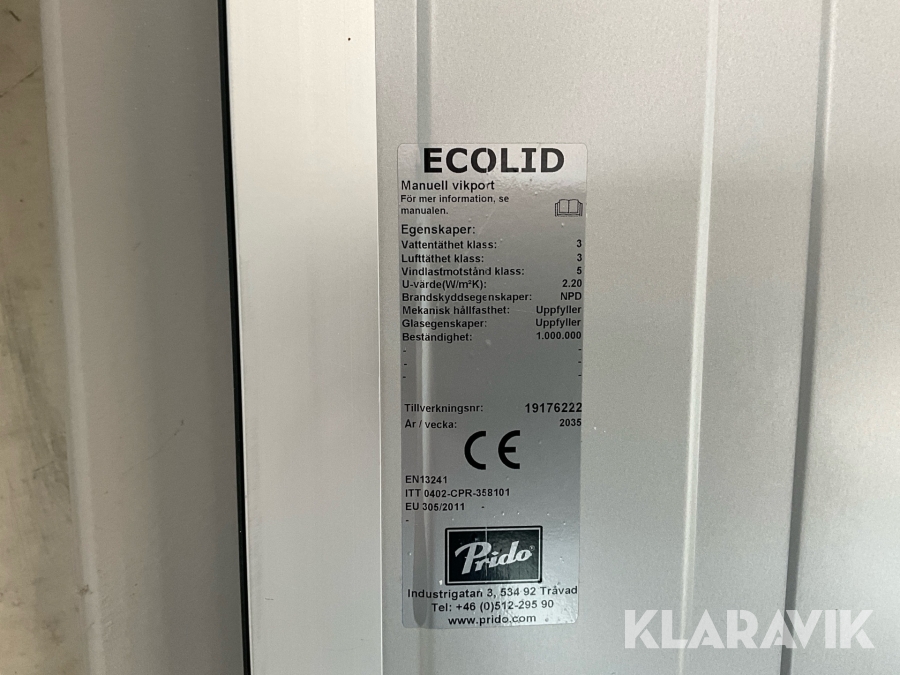 ECOLID
Manuell vikport
För mer information, se
manualen.
Egenskaper:
Vattentäthet klass: 3
Lufttäthet klass: 3
Vindlastmotstånd klass: 5
U-värde(W/m²K): 2.20
Brandskyddsegenskaper: NPD
Mekanisk hållfasthet: Uppfyller
Glasegenskaper: Uppfyller
Beständighet: 1.000.000
- -
- -
- -
Tillverkningsnr: 19176222
År / vecka: 2035
CE
EN13241
ITT 0402-CPR-358101
EU 305/2011 -
-
Prido®
Industrigatan 3, 534 92 Tråvad
Tel: +46 (0)512-295 90
www.prido.com
KLARAVIK